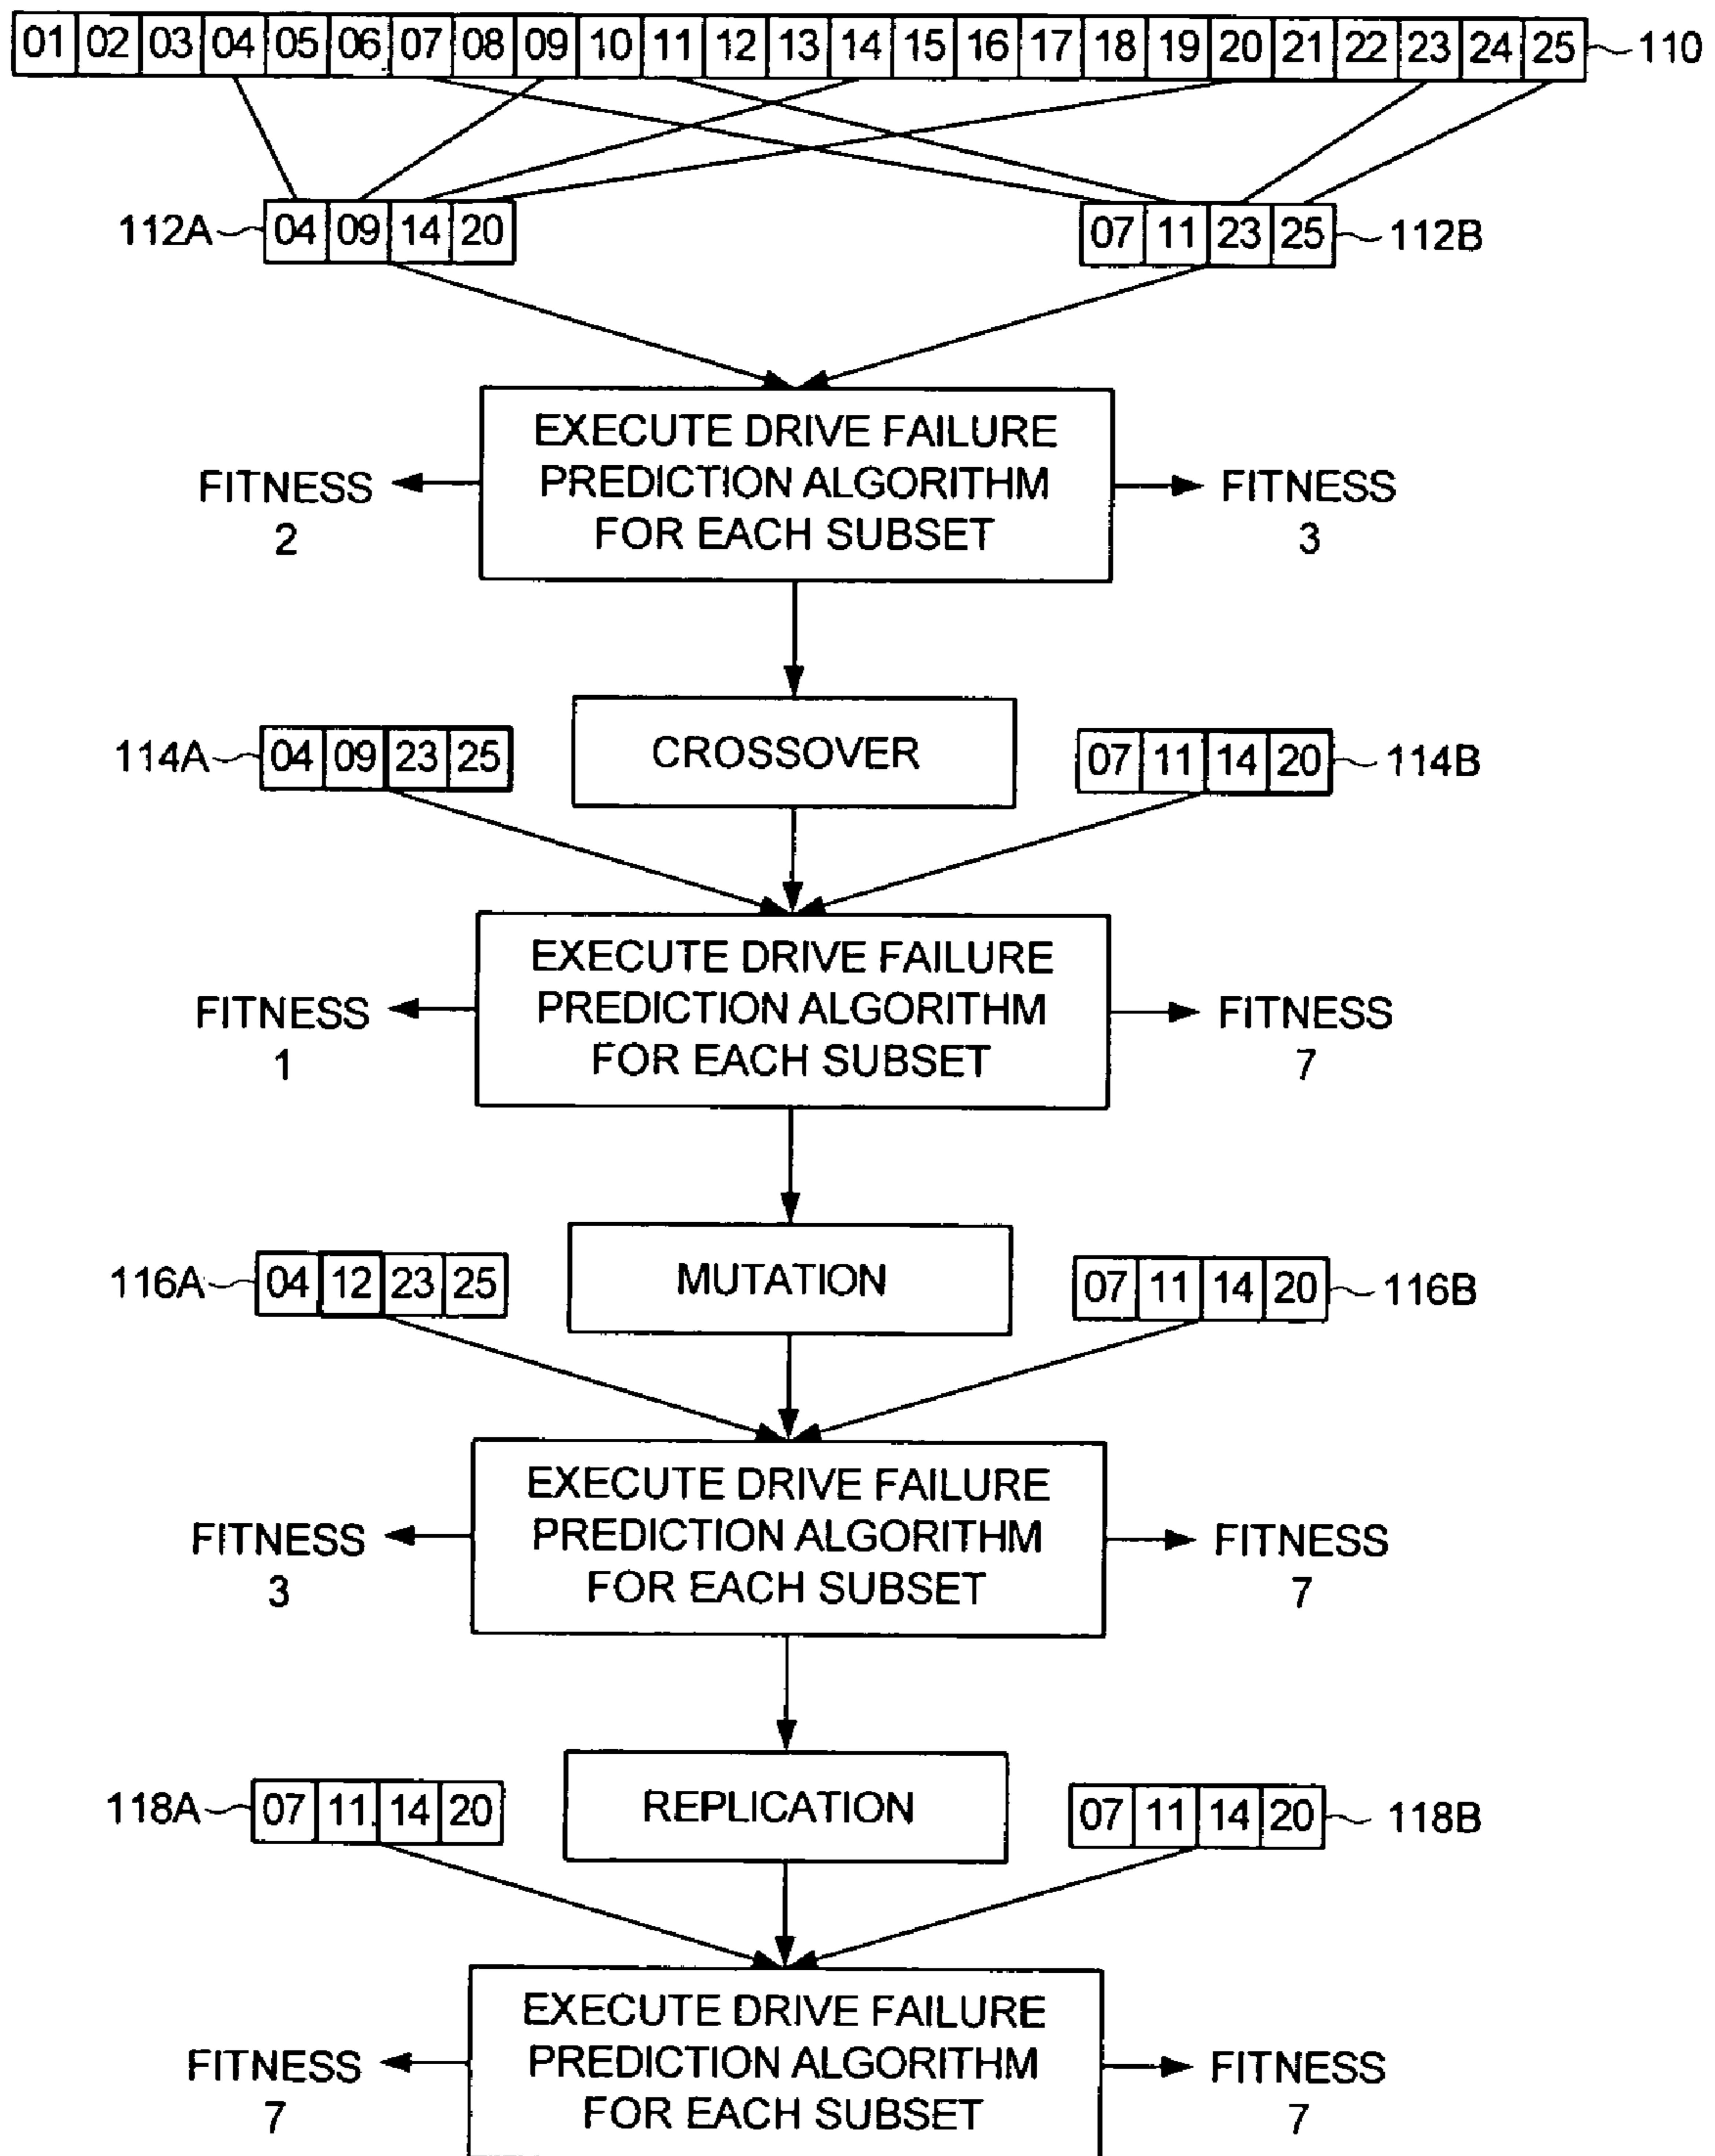 01 02 03 04 05 06 07 08 09 10 11 12 13 14 15 16 17 18 19 20 21 22 23 24 25 110
112A 04 09 14 20
07 11 23 25 112B
EXECUTE DRIVE FAILURE
PREDICTION ALGORITHM
FOR EACH SUBSET
FITNESS
2
FITNESS
3
CROSSOVER
114A 04 09 23 25
07 11 14 20 114B
EXECUTE DRIVE FAILURE
PREDICTION ALGORITHM
FOR EACH SUBSET
FITNESS
1
FITNESS
7
MUTATION
116A 04 12 23 25
07 11 14 20 116B
EXECUTE DRIVE FAILURE
PREDICTION ALGORITHM
FOR EACH SUBSET
FITNESS
3
FITNESS
7
REPLICATION
118A 07 11 14 20
07 11 14 20 118B
EXECUTE DRIVE FAILURE
PREDICTION ALGORITHM
FOR EACH SUBSET
FITNESS
7
FITNESS
7